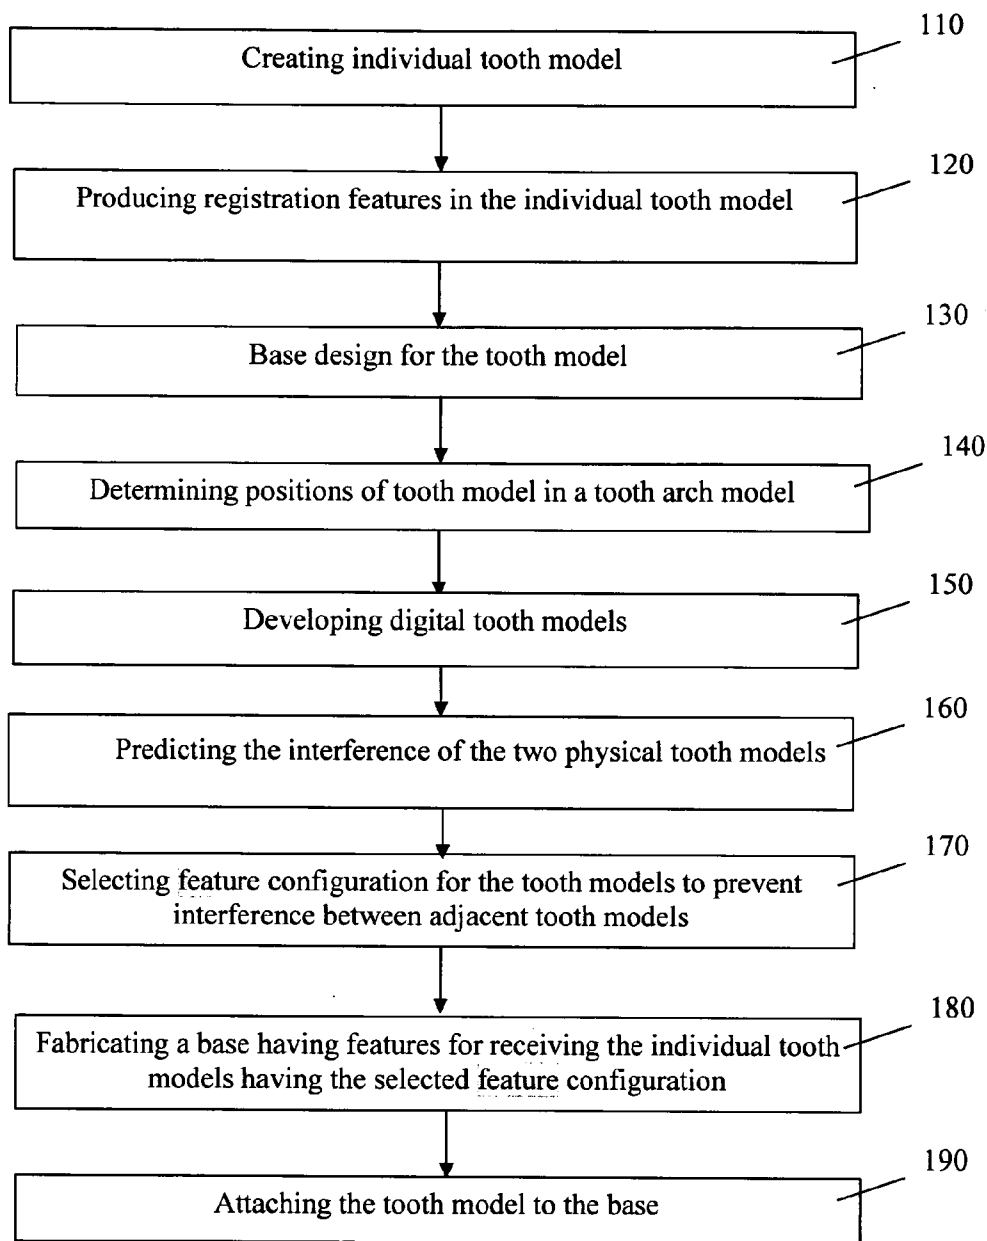 110
Creating individual tooth model
120
Producing registration features in the individual tooth model
130
Base design for the tooth model
140
Determining positions of tooth model in a tooth arch model
150
Developing digital tooth models
160
Predicting the interference of the two physical tooth models
170
Selecting feature configuration for the tooth models to prevent
interference between adjacent tooth models
180
Fabricating a base having features for receiving the individual tooth
models having the selected feature configuration
190
Attaching the tooth model to the base